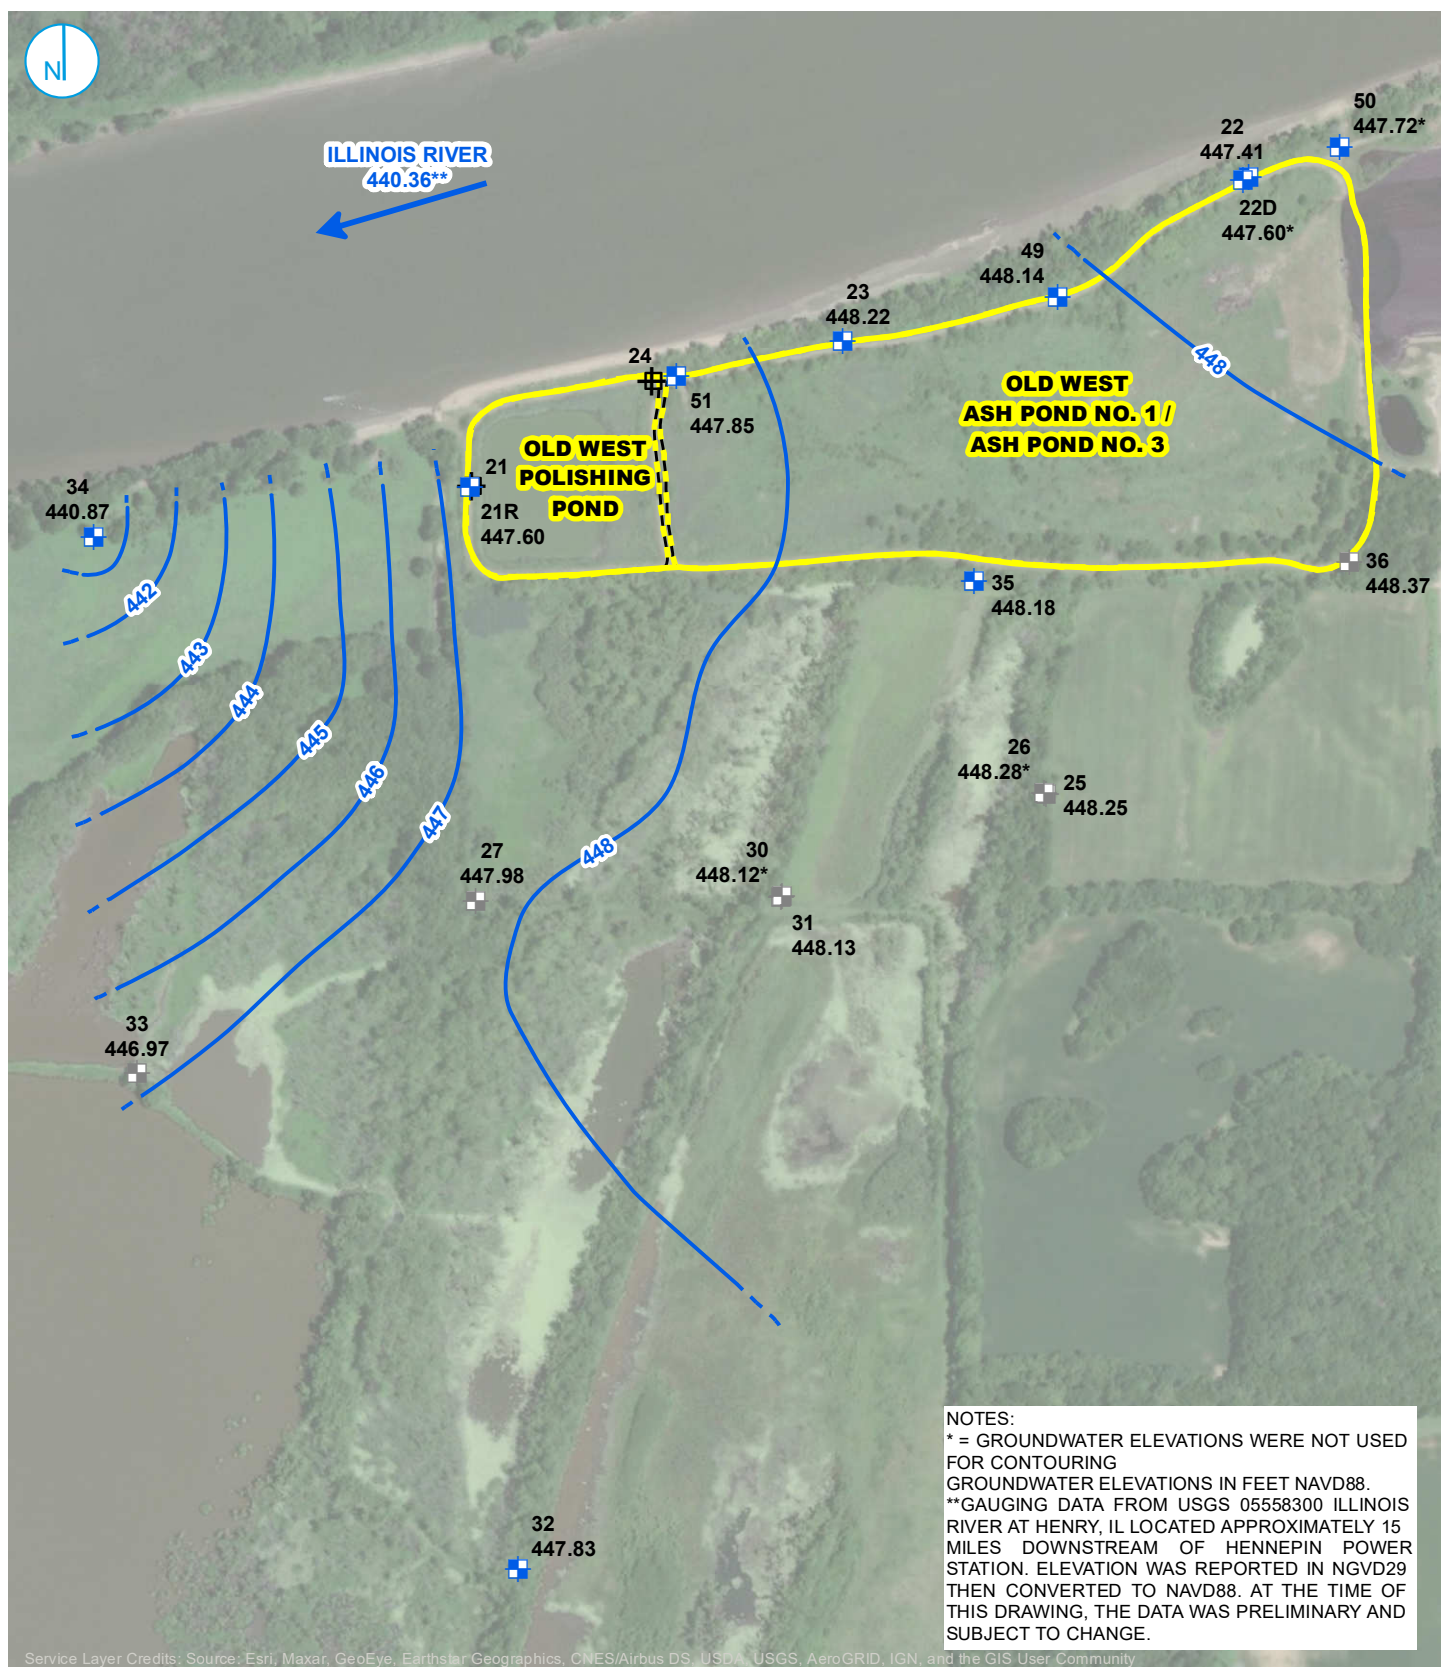 N
ILLINOIS RIVER
440.36**
50
447.72*
22
447.41
22D
447.60*
49
448.14
23
448.22
24
51
447.85
448
OLD WEST
ASH POND NO. 1 /
ASH POND NO. 3
OLD WEST
POLISHING
POND
21
21R
447.60
34
440.87
36
448.37
35
448.18
442
443
444
445
446
447
448
26
448.28*
25
448.25
27
447.98
30
448.12*
31
448.13
33
446.97
32
447.83
NOTES:
* = GROUNDWATER ELEVATIONS WERE NOT USED
FOR CONTOURING
GROUNDWATER ELEVATIONS IN FEET NAVD88.
**GAUGING DATA FROM USGS 05558300 ILLINOIS
RIVER AT HENRY, IL LOCATED APPROXIMATELY 15
MILES DOWNSTREAM OF HENNEPIN POWER
STATION. ELEVATION WAS REPORTED IN NGVD29
THEN CONVERTED TO NAVD88. AT THE TIME OF
THIS DRAWING, THE DATA WAS PRELIMINARY AND
SUBJECT TO CHANGE.
Service Layer Credits: Source: Esri, Maxar, GeoEye, Earthstar Geographics, CNES/Airbus DS, USDA, USGS, AeroGRID, IGN, and the GIS User Community